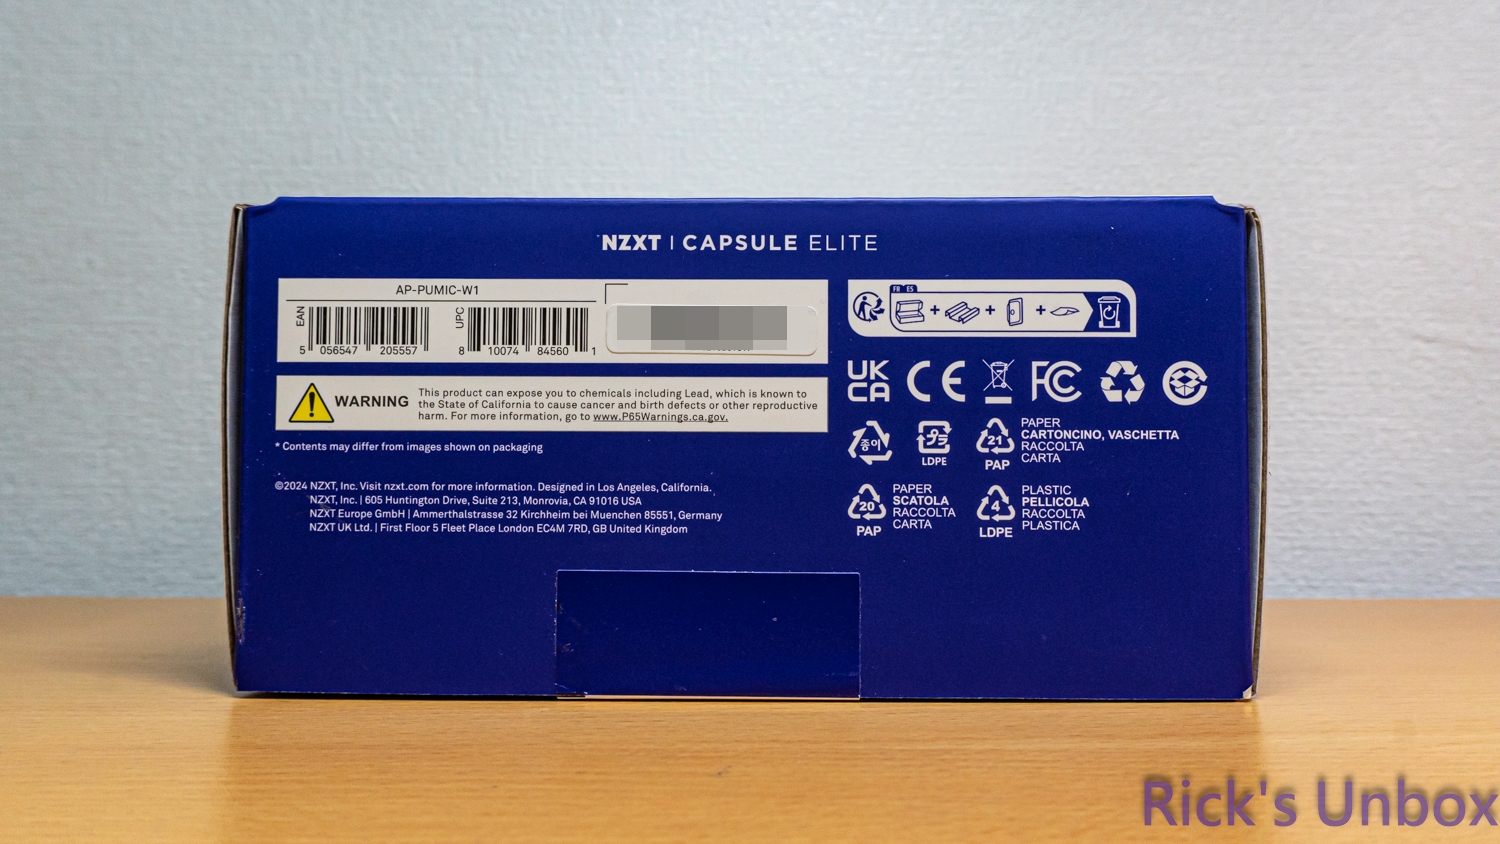 NZXT | CAPSULE ELITE
AP-PUMIC-W1
EAN
5 056547 205557
UPC
8 10074 84560 1
WARNING
This product can expose you to chemicals including Lead, which is known to
the State of California to cause cancer and birth defects or other reproductive
harm. For more information, go to www.P65Warnings.ca.gov.
* Contents may differ from images shown on packaging
©2024 NZXT, Inc. Visit nzxt.com for more information. Designed in Los Angeles, California.
NZXT, Inc. | 605 Huntington Drive, Suite 213, Monrovia, CA 91016 USA
NZXT Europe GmbH | Ammerthalstrasse 32 Kirchheim bei Muenchen 85551, Germany
NZXT UK Ltd. | First Floor 5 Fleet Place London EC4M 7RD, GB United Kingdom
FR ES
+ + +
UK
CA
CE
FC
종이
プラ
LDPE
21
PAP
PAPER
CARTONCINO, VASCHETTA
RACCOLTA
CARTA
20
PAP
PAPER
SCATOLA
RACCOLTA
CARTA
4
LDPE
PLASTIC
PELLICOLA
RACCOLTA
PLASTICA
Rick's Unbox